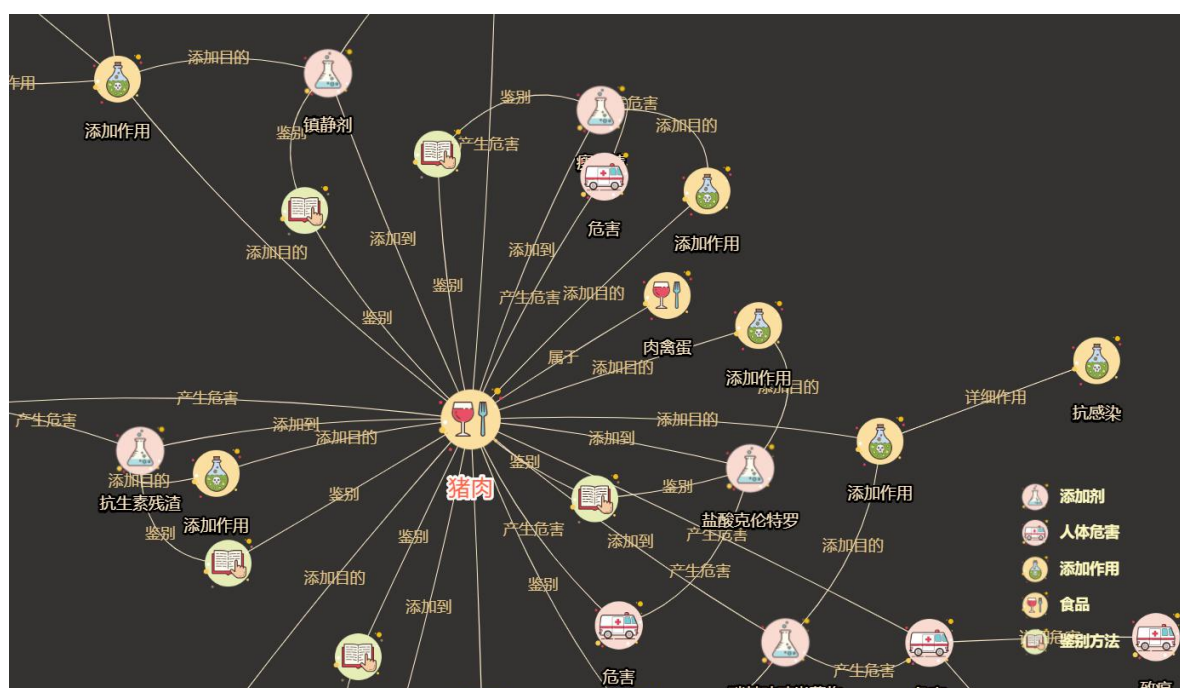 添加目的
作用
添加作用
镇静剂
鉴别
鉴别
危害
添加目的
产生危害
危害
添加作用
添加目的
添加到
添加到
鉴别
产生危害
添加目的
鉴别
肉禽蛋
属于
添加目的
添加作用
添加目的
详细作用
抗感染
产生危害
产生危害
添加到
添加目的
添加目的
添加到
鉴别
猪肉
鉴别
鉴别
添加目的
抗生素残渣
添加作用
鉴别
盐酸克伦特罗
添加作用
添加剂
产生危害
产生危害
人体危害
鉴别
添加到
添加目的
产生危害
添加作用
添加目的
鉴别
添加到
食品
鉴别方法
危害
产生危害